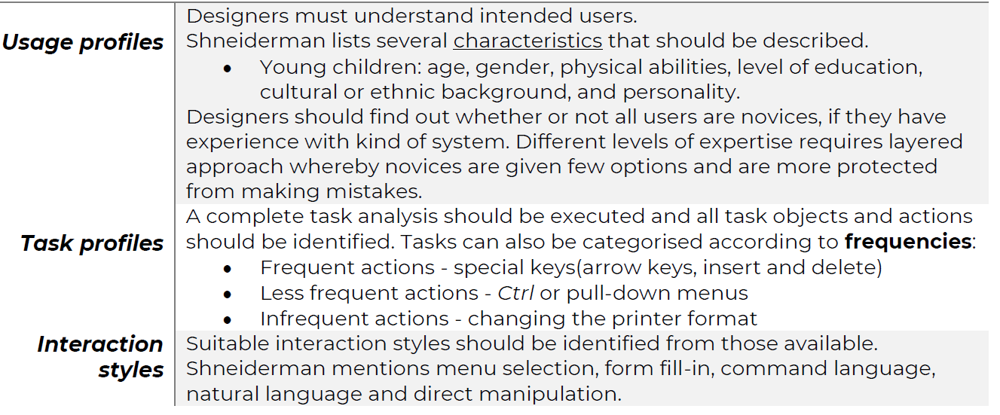 Usage profiles
Designers must understand intended users.
Shneiderman lists several characteristics that should be described.
• Young children: age, gender, physical abilities, level of education,
cultural or ethnic background, and personality.
Designers should find out whether or not all users are novices, if they have
experience with kind of system. Different levels of expertise requires layered
approach whereby novices are given few options and are more protected
from making mistakes.
Task profiles
A complete task analysis should be executed and all task objects and actions
should be identified. Tasks can also be categorised according to frequencies:
• Frequent actions - special keys(arrow keys, insert and delete)
• Less frequent actions - Ctrl or pull-down menus
• Infrequent actions - changing the printer format
Interaction
styles
Suitable interaction styles should be identified from those available.
Shneiderman mentions menu selection, form fill-in, command language,
natural language and direct manipulation.